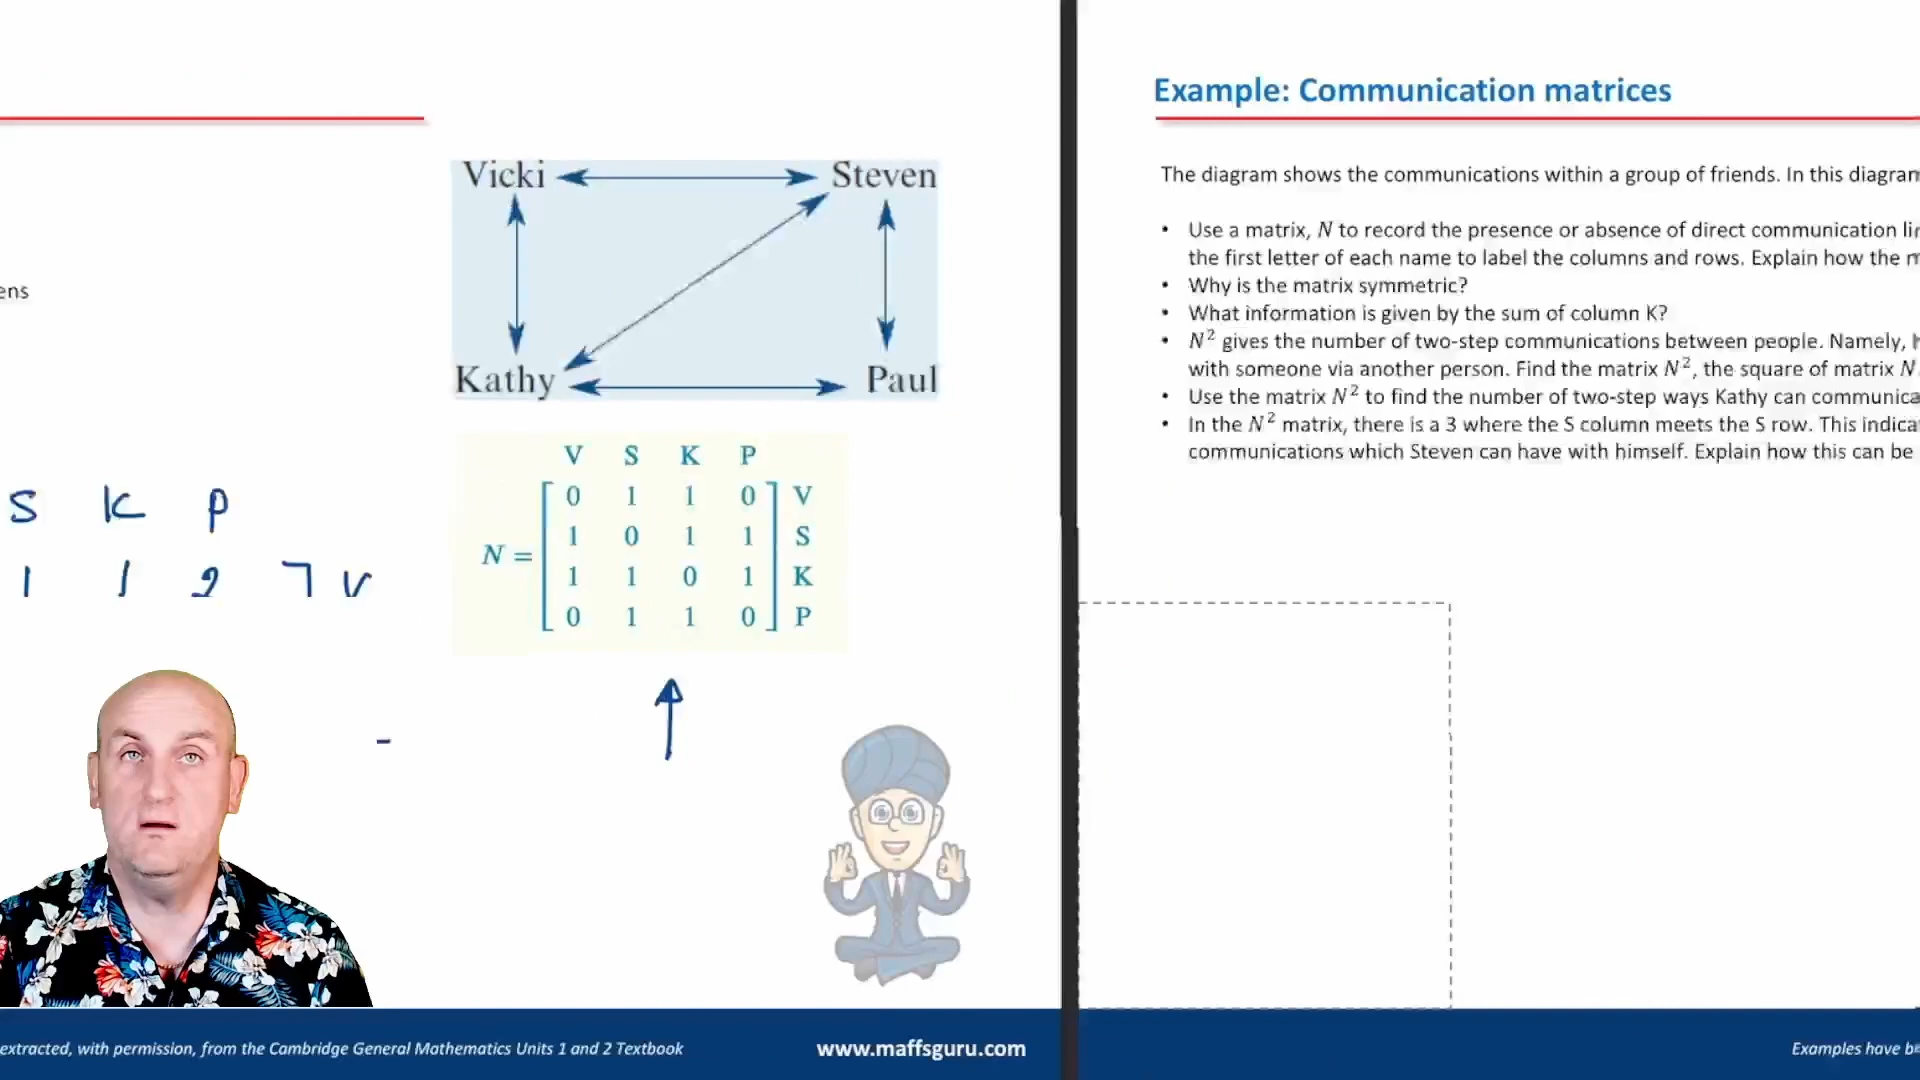 ens
Vicki Steven
Kathy Paul
V S K P
0 1 1 0 V
1 0 1 1 S
N =
1 1 0 1 K
0 1 1 0 P
S K P
1 1 2 V
Example: Communication matrices
The diagram shows the communications within a group of friends. In this diagram
• Use a matrix, N to record the presence or absence of direct communication li
the first letter of each name to label the columns and rows. Explain how the
• Why is the matrix symmetric?
• What information is given by the sum of column K?
• N² gives the number of two-step communications between people. Namely,
with someone via another person. Find the matrix N², the square of matrix N
• Use the matrix N² to find the number of two-step ways Kathy can communica
• In the N² matrix, there is a 3 where the S column meets the S row. This indica
communications which Steven can have with himself. Explain how this can be
extracted, with permission, from the Cambridge General Mathematics Units 1 and 2 Textbook
www.maffsguru.com
Examples have b